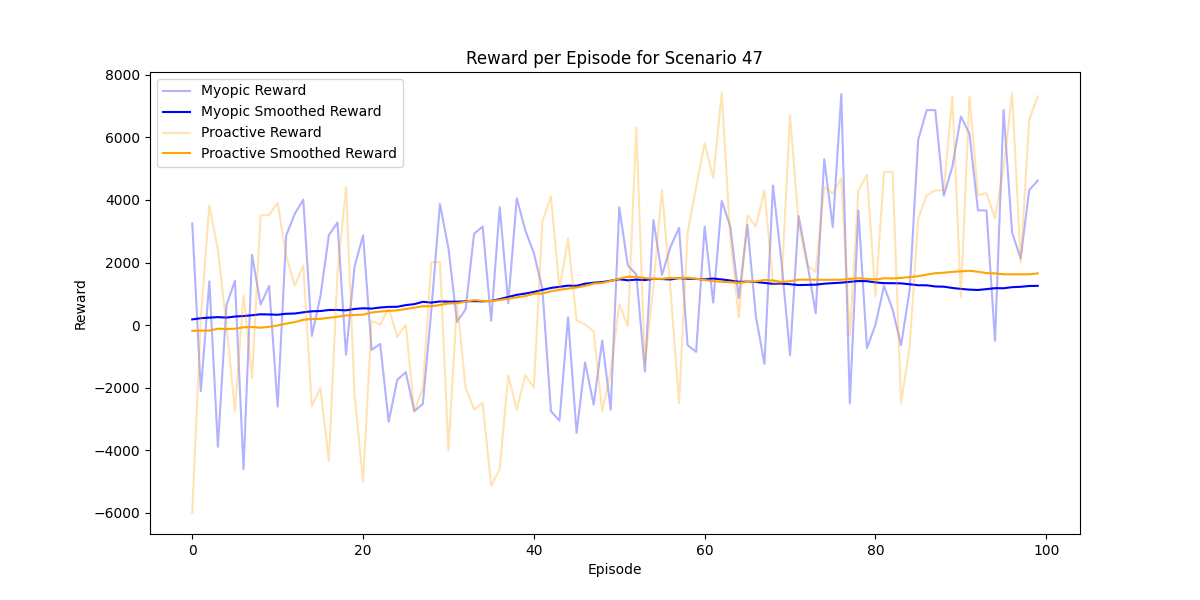 Reward per Episode for Scenario 47
Myopic Reward
Myopic Smoothed Reward
Proactive Reward
Proactive Smoothed Reward
8000
6000
4000
2000
0
−2000
−4000
−6000
Reward
0 20 40 60 80 100
Episode